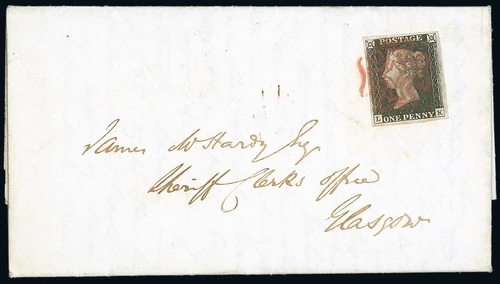 POSTAGE
L K
ONE PENNY
James McHardy Esq
Sheriff Clerks office
Glasgow